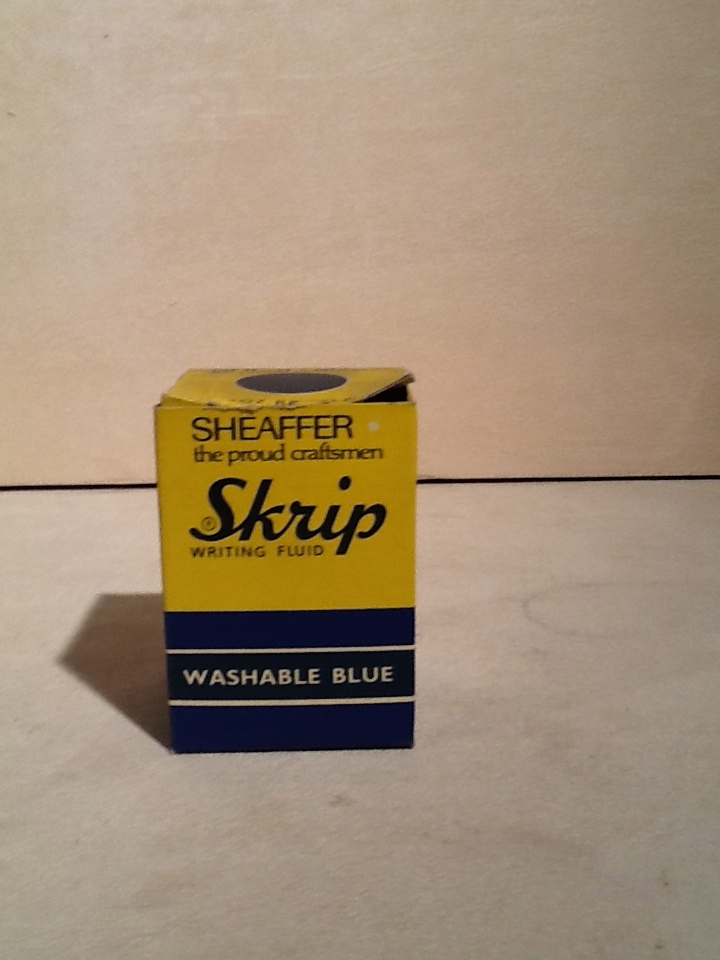 SHEAFFER
the proud craftsmen
Skrip
®
WRITING FLUID
WASHABLE BLUE